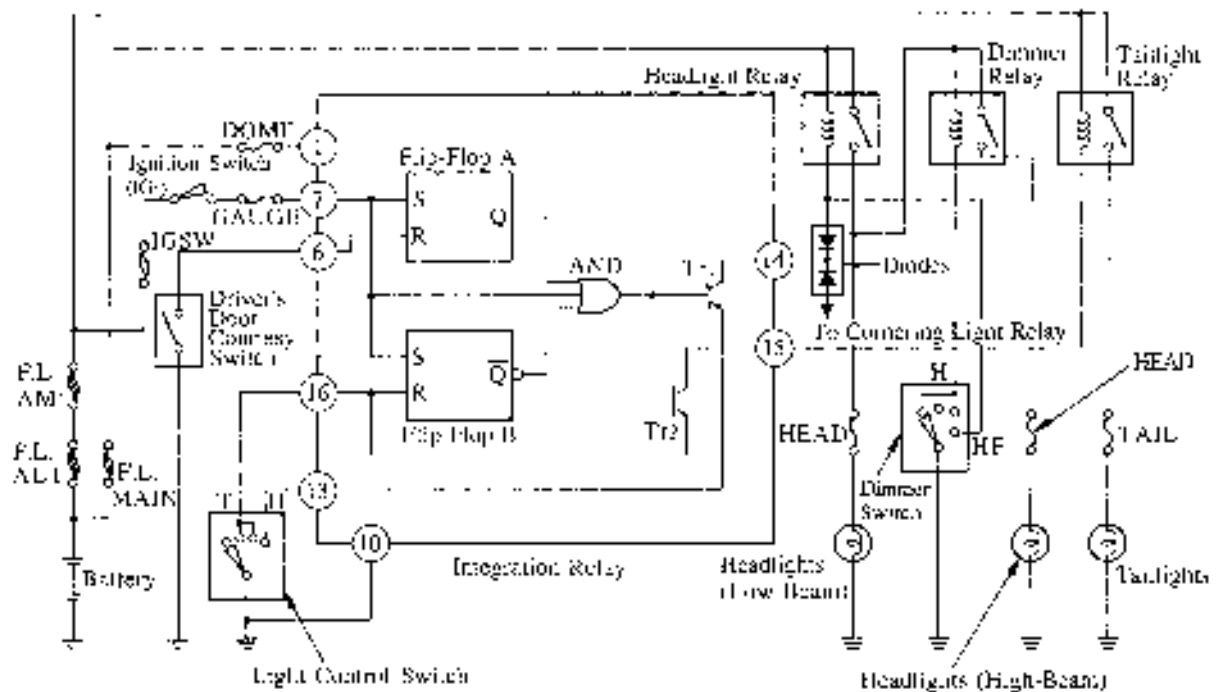 Headlight Relay
Dimmer
Relay
Taillight
Relay
DOME
1
Ignition Switch
(IG)
7
GAUGE
Flip-Flop A
S
Q
R
IGSW
6
AND
14
Diodes
Driver's
Door
Courtesy
Switch
To Cornering Light Relay
15
F.L.
AM1
S
Q
R
16
Flip Flop B
Tr2
H
HEAD
HEAD
HF
TAIL
F.L.
ALT
F.L.
MAIN
T H
13
Dimmer
Switch
10
Battery
Integration Relay
Headlights
(Low Beam)
Taillights
Light Control Switch
Headlights (High-Beam)